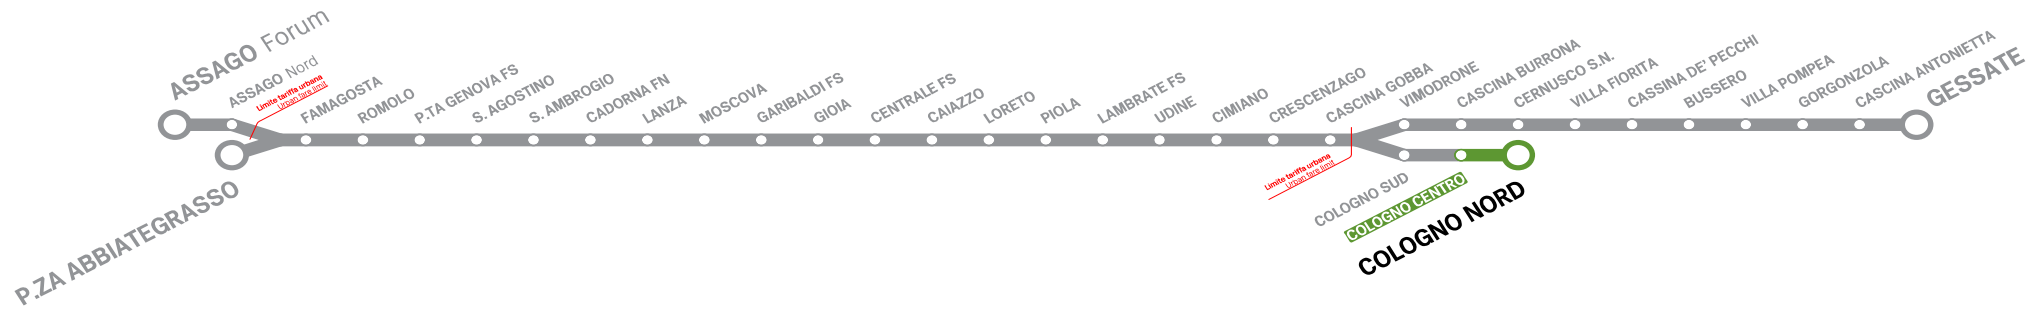 ASSAGO Forum
ASSAGO Nord
Limite tariffa urbana
Urban fare limit
FAMAGOSTA
ROMOLO
P.TA GENOVA FS
S. AGOSTINO
S. AMBROGIO
CADORNA FN
LANZA
MOSCOVA
GARIBALDI FS
GIOIA
CENTRALE FS
CAIAZZO
LORETO
PIOLA
LAMBRATE FS
UDINE
CIMIANO
CRESCENZAGO
CASCINA GOBBA
VIMODRONE
CASCINA BURRONA
CERNUSCO S.N.
VILLA FIORITA
CASSINA DE' PECCHI
BUSSERO
VILLA POMPEA
GORGONZOLA
CASCINA ANTONIETTA
GESSATE
P.ZA ABBIATEGRASSO
Limite tariffa urbana
Urban fare limit
COLOGNO SUD
COLOGNO CENTRO
COLOGNO NORD